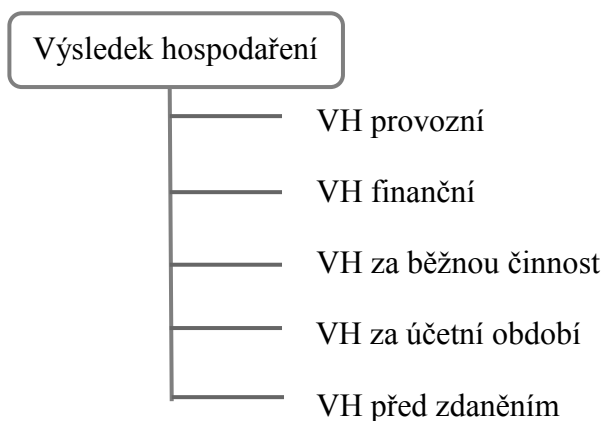 Výsledek hospodaření
VH provozní
VH finanční
VH za běžnou činnost
VH za účetní období
VH před zdaněním